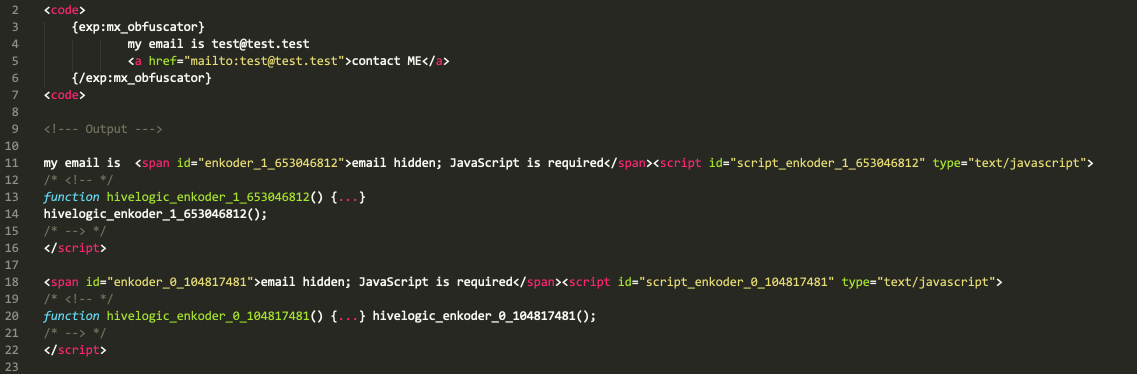 2 <code>
3 {exp:mx_obfuscator}
4 my email is test@test.test
5 <a href="mailto:test@test.test">contact ME</a>
6 {/exp:mx_obfuscator}
7 <code>
8
9 <!--- Output --->
10
11 my email is  <span id="enkoder_1_653046812">email hidden; JavaScript is required</span><script id="script_enkoder_1_653046812" type="text/javascript">
12 /* <!-- */
13 function hivelogic_enkoder_1_653046812() {...}
14 hivelogic_enkoder_1_653046812();
15 /* --> */
16 </script>
17
18 <span id="enkoder_0_104817481">email hidden; JavaScript is required</span><script id="script_enkoder_0_104817481" type="text/javascript">
19 /* <!-- */
20 function hivelogic_enkoder_0_104817481() {...} hivelogic_enkoder_0_104817481();
21 /* --> */
22 </script>
23